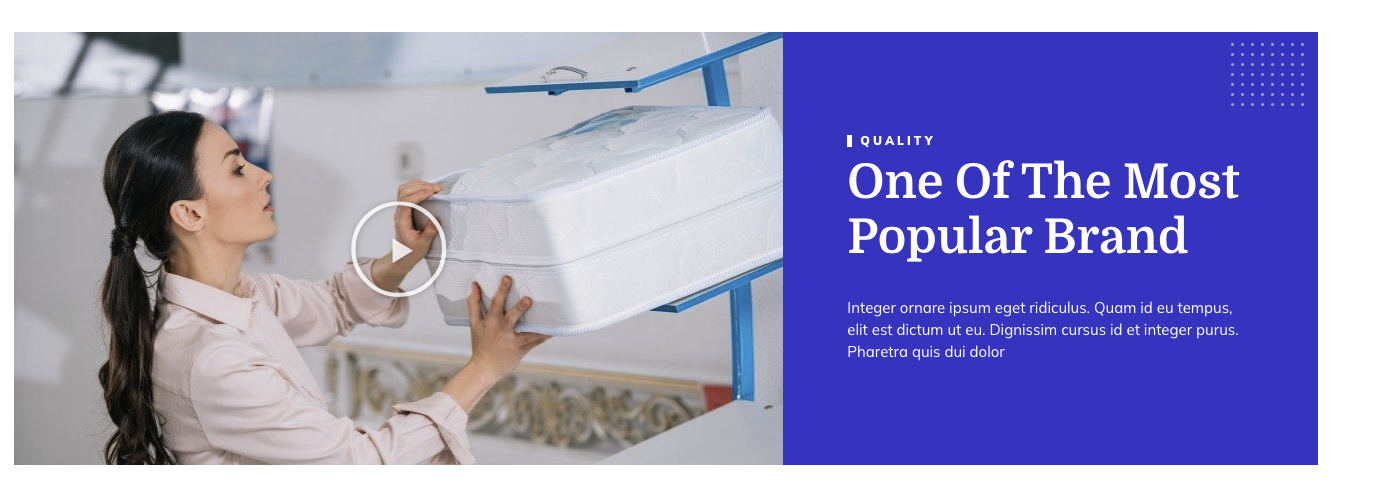 QUALITY
One Of The Most
Popular Brand
Integer ornare ipsum eget ridiculus. Quam id eu tempus,
elit est dictum ut eu. Dignissim cursus id et integer purus.
Pharetra quis dui dolor